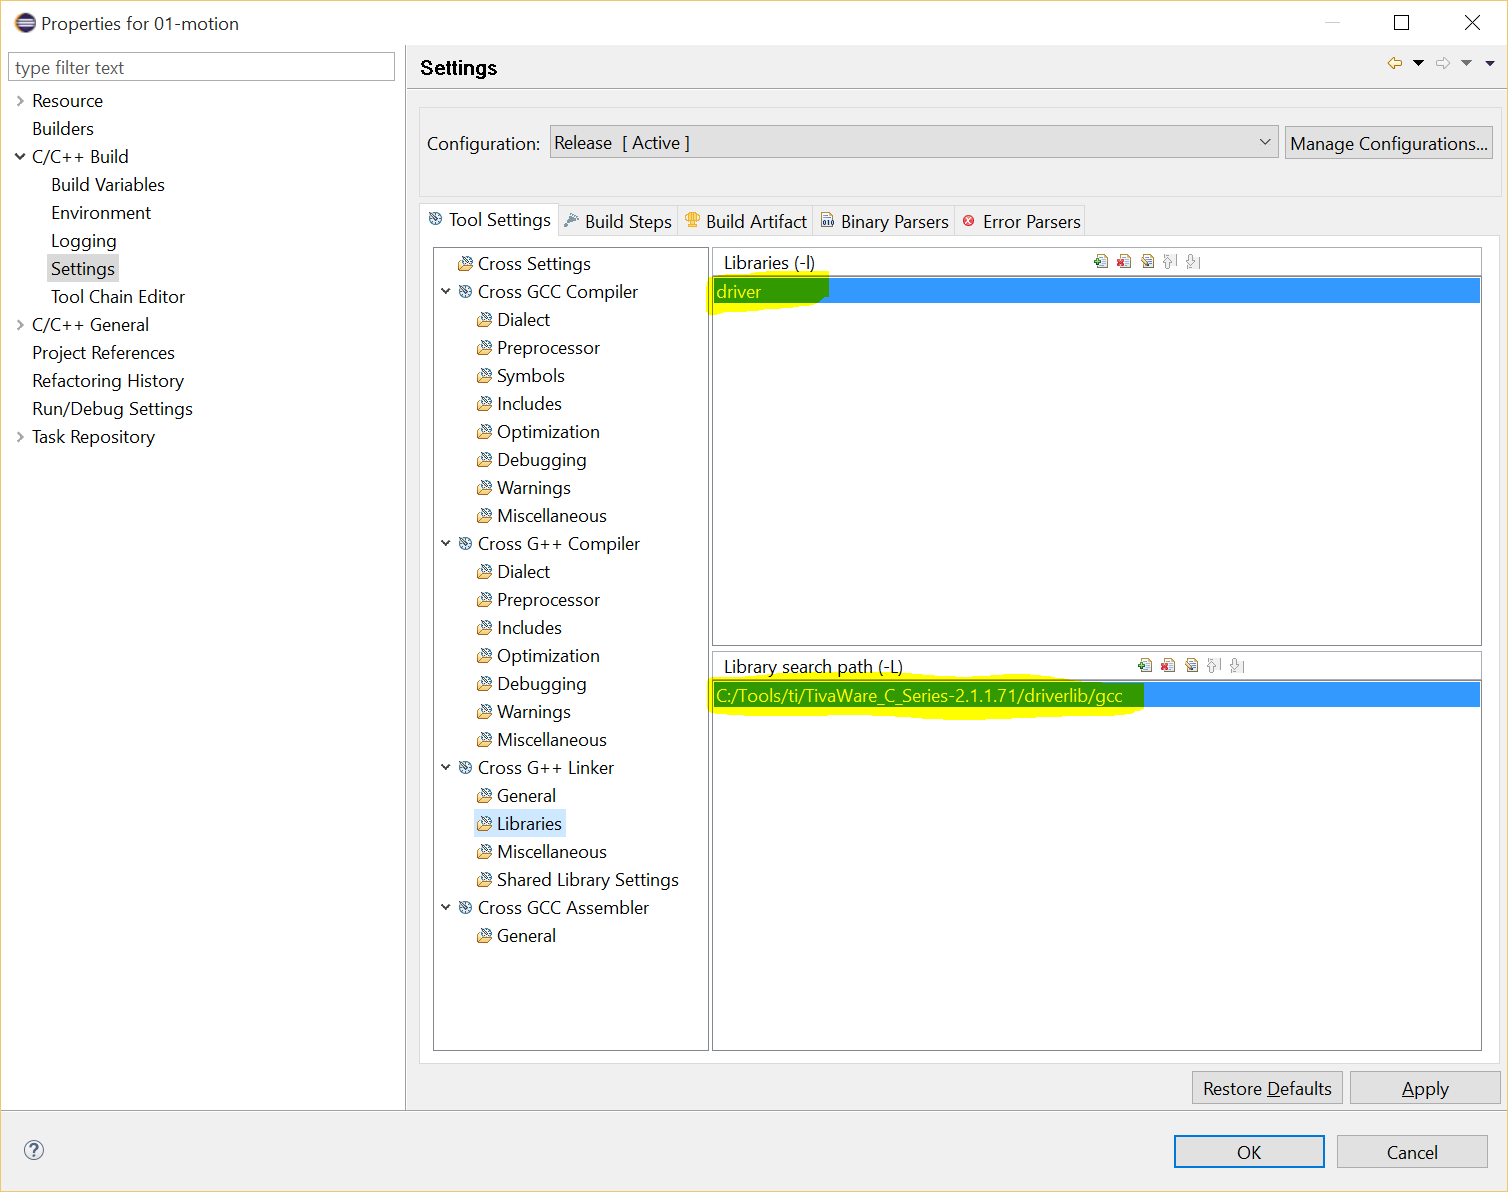 Properties for 01-motion
type filter text
Resource
Builders
C/C++ Build
Build Variables
Environment
Logging
Settings
Tool Chain Editor
C/C++ General
Project References
Refactoring History
Run/Debug Settings
Task Repository
Settings
Configuration: Release [ Active ] Manage Configurations...
Tool Settings Build Steps Build Artifact Binary Parsers Error Parsers
Cross Settings
Cross GCC Compiler
Dialect
Preprocessor
Symbols
Includes
Optimization
Debugging
Warnings
Miscellaneous
Cross G++ Compiler
Dialect
Preprocessor
Includes
Optimization
Debugging
Warnings
Miscellaneous
Cross G++ Linker
General
Libraries
Miscellaneous
Shared Library Settings
Cross GCC Assembler
General
Libraries (-l)
driver
Library search path (-L)
C:/Tools/ti/TivaWare_C_Series-2.1.1.71/driverlib/gcc
Restore Defaults Apply
OK Cancel